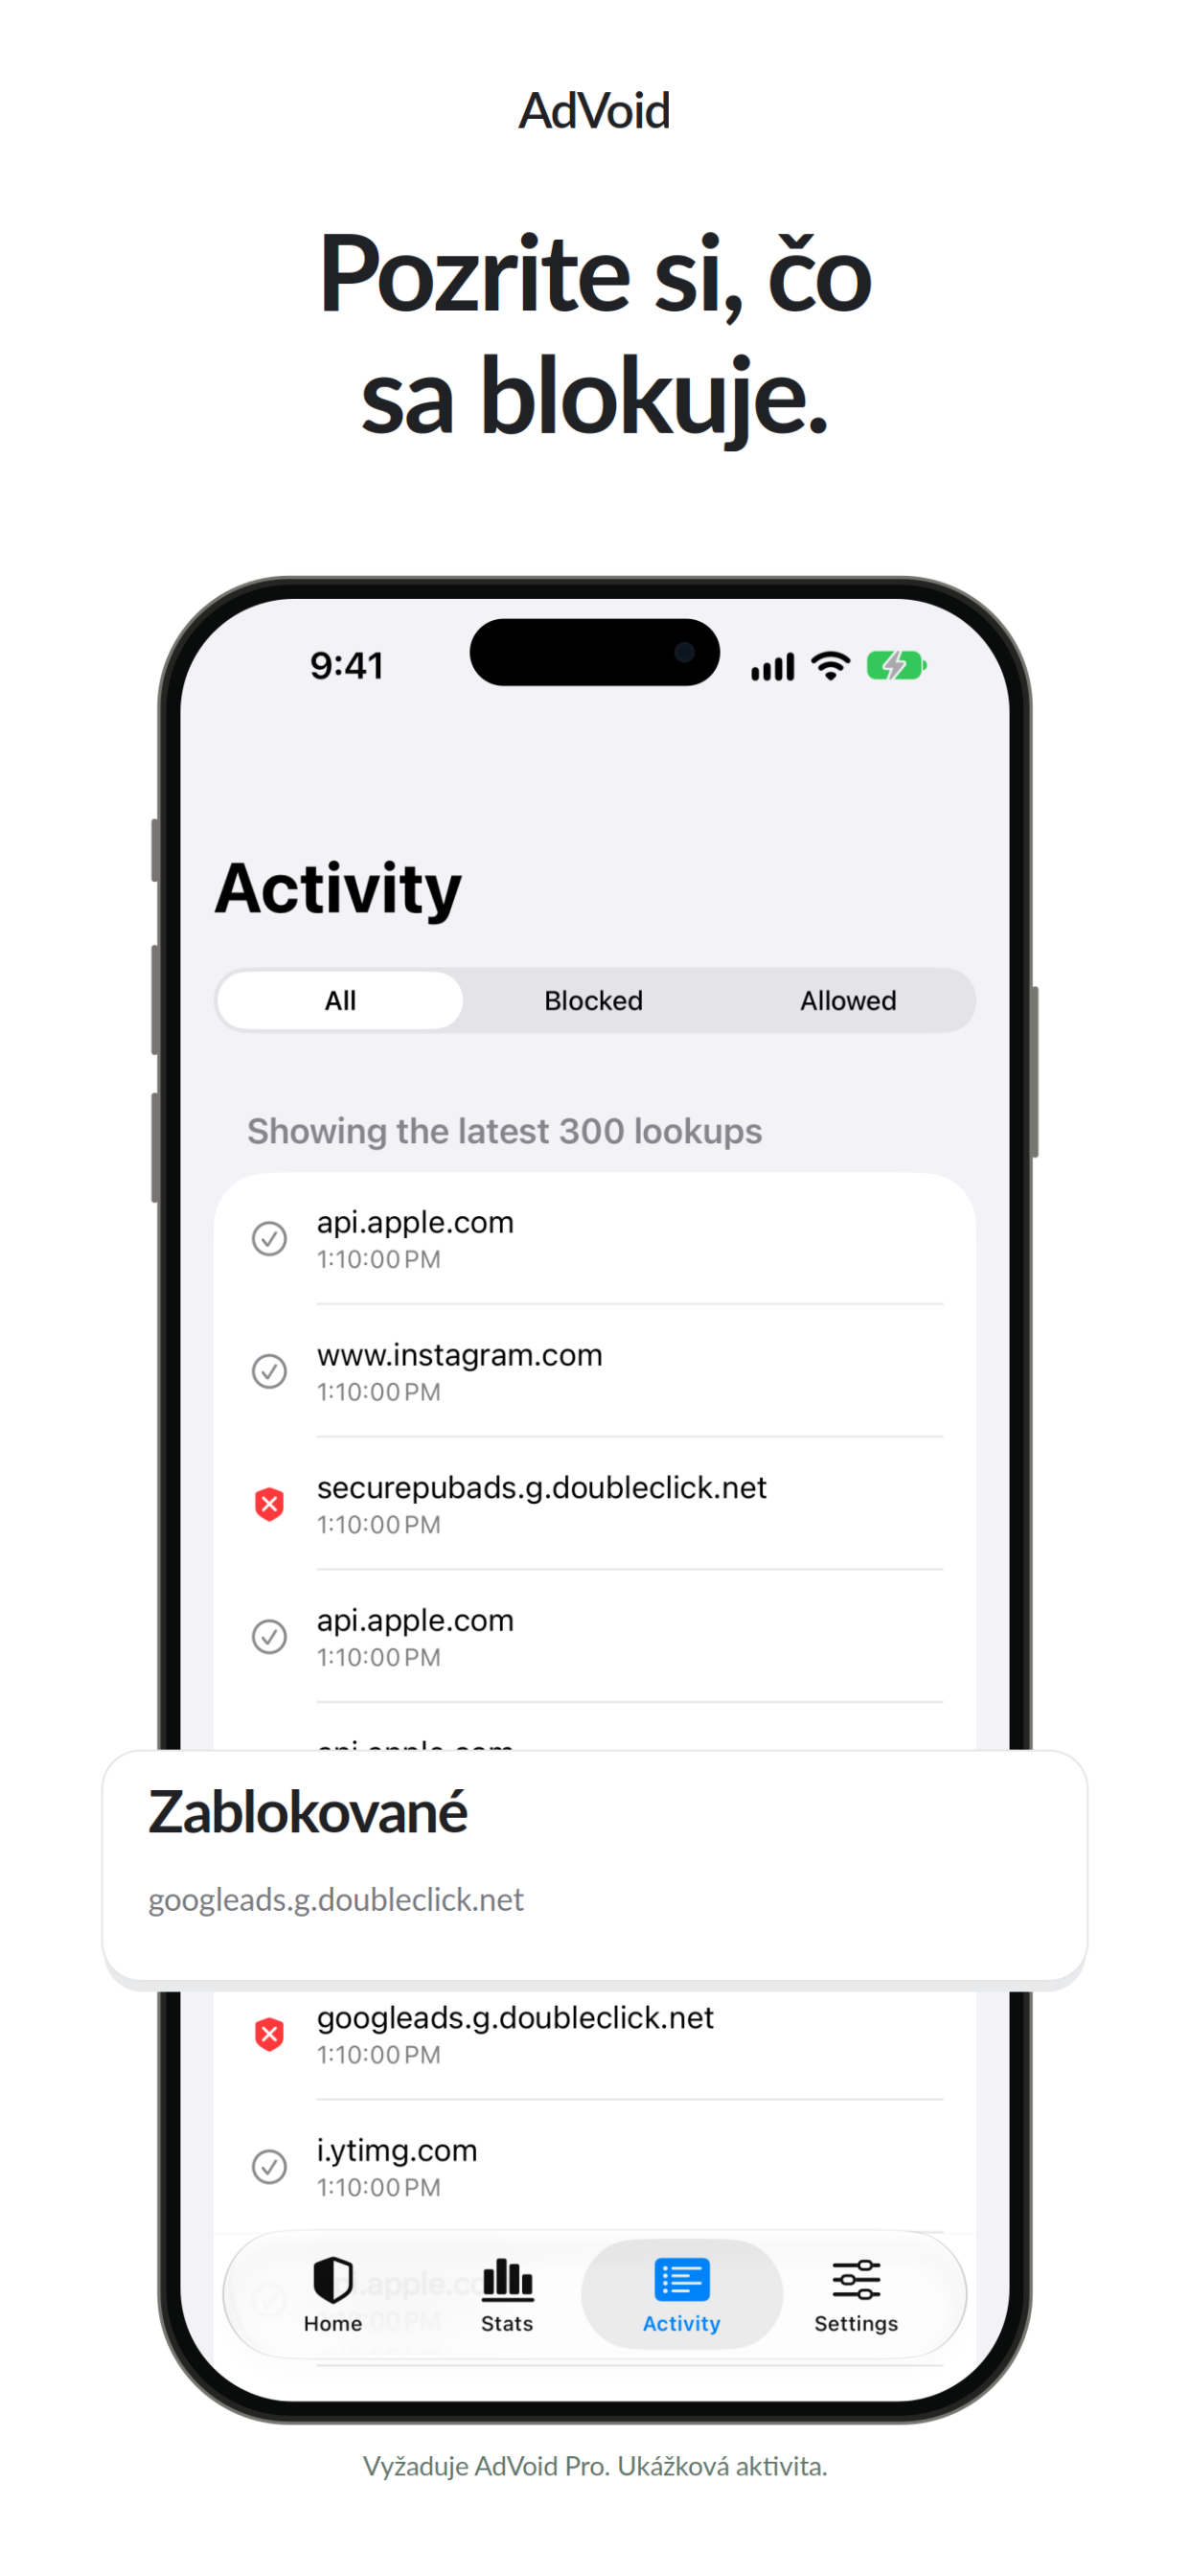 AdVoid
Pozrite si, čo
sa blokuje.
9:41
Activity
All
Blocked
Allowed
Showing the latest 300 lookups
api.apple.com
1:10:00 PM
www.instagram.com
1:10:00 PM
securepubads.g.doubleclick.net
1:10:00 PM
api.apple.com
1:10:00 PM
api.apple.com
Zablokované
googleads.g.doubleclick.net
googleads.g.doubleclick.net
1:10:00 PM
i.ytimg.com
1:10:00 PM
Home
Stats
Activity
Settings
Vyžaduje AdVoid Pro. Ukážková aktivita.